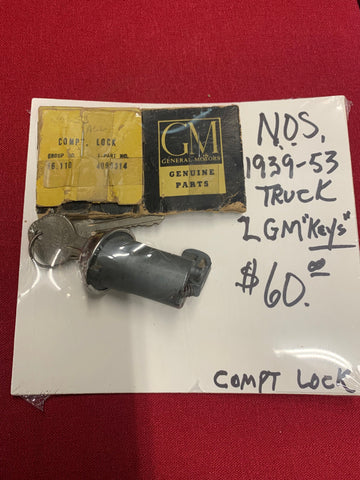 COMPT. LOCK
GROUP NO. PART NO.
GM
GENERAL MOTORS
GENUINE
PARTS
N.O.S.
1939-53
TRUCK
2 GM "Keys"
$60.00
COMPT LOCK